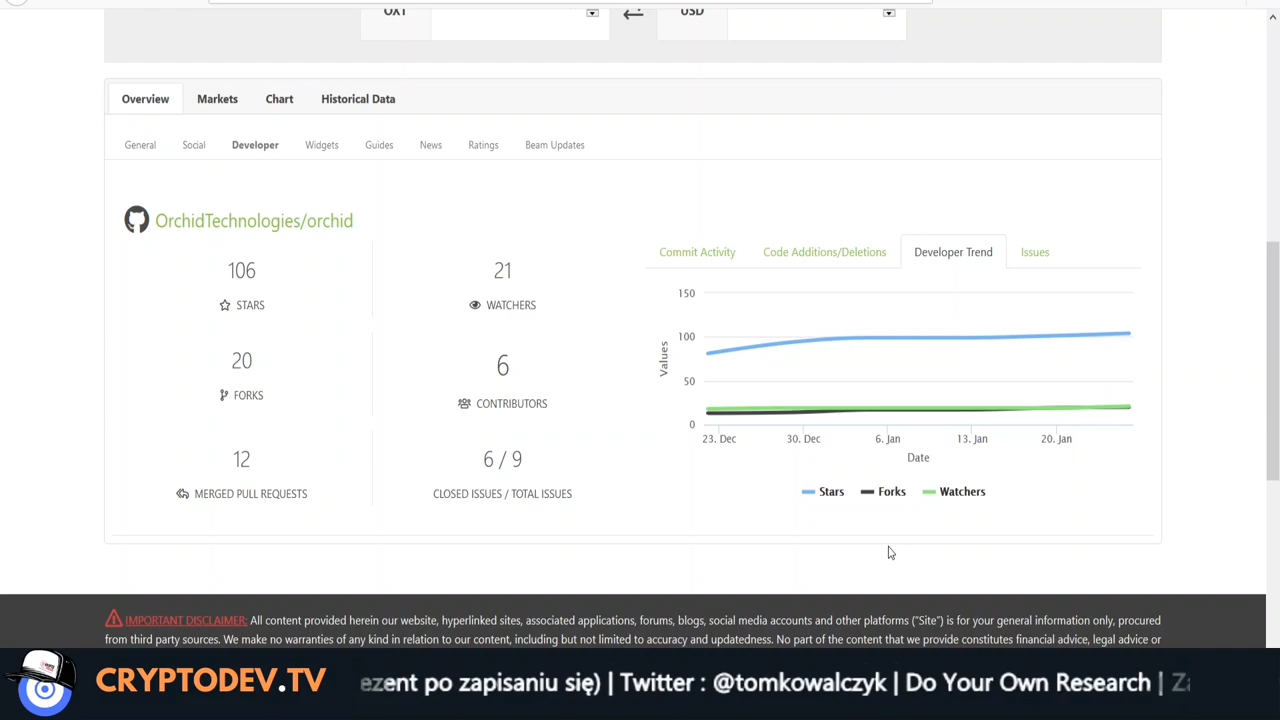 OXT
USD
Overview Markets Chart Historical Data
General Social Developer Widgets Guides News Ratings Beam Updates
OrchidTechnologies/orchid
106
STARS
21
WATCHERS
20
FORKS
6
CONTRIBUTORS
12
MERGED PULL REQUESTS
6 / 9
CLOSED ISSUES / TOTAL ISSUES
Commit Activity Code Additions/Deletions Developer Trend Issues
150
100
50
0
Values
23. Dec 30. Dec 6. Jan 13. Jan 20. Jan
Date
Stars Forks Watchers
IMPORTANT DISCLAIMER: All content provided herein our website, hyperlinked sites, associated applications, forums, blogs, social media accounts and other platforms (“Site”) is for your general information only, procured
from third party sources. We make no warranties of any kind in relation to our content, including but not limited to accuracy and updatedness. No part of the content that we provide constitutes financial advice, legal advice or
CRYPTODEV.TV
ezent po zapisaniu się) | Twitter : @tomkowalczyk | Do Your Own Research |